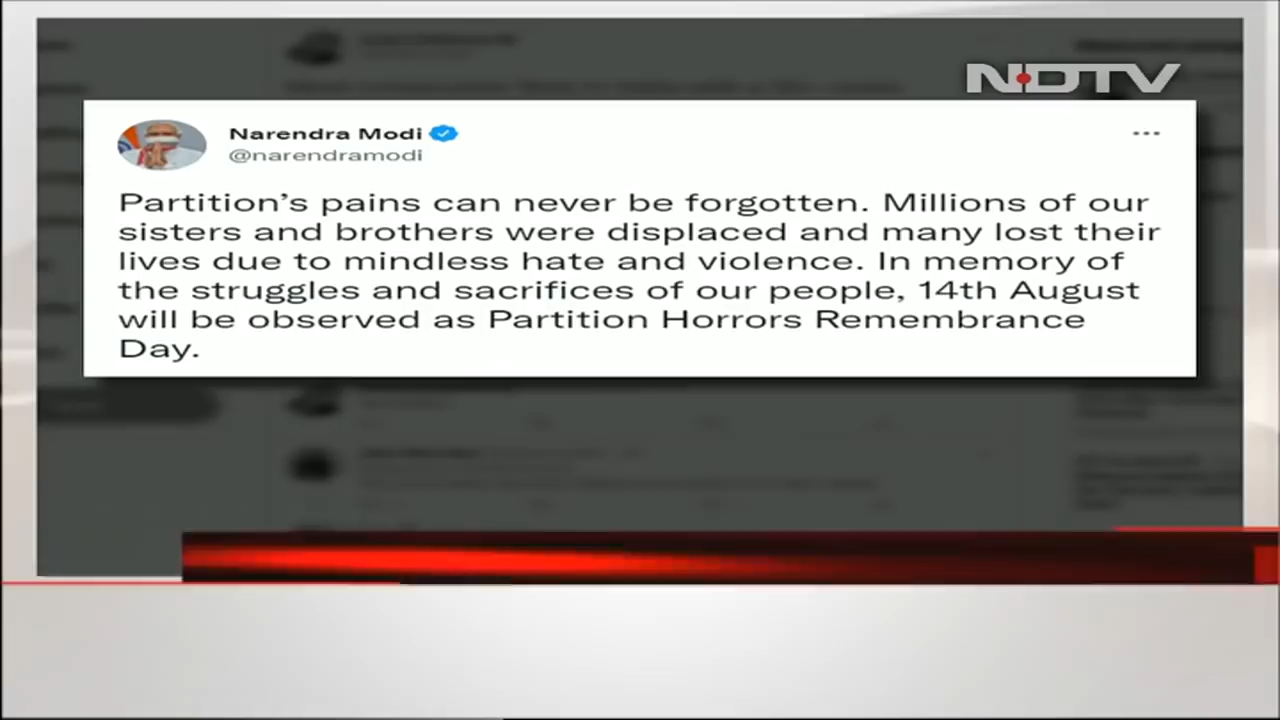 NDTV
Narendra Modi
@narendramodi
Partition’s pains can never be forgotten. Millions of our
sisters and brothers were displaced and many lost their
lives due to mindless hate and violence. In memory of
the struggles and sacrifices of our people, 14th August
will be observed as Partition Horrors Remembrance
Day.